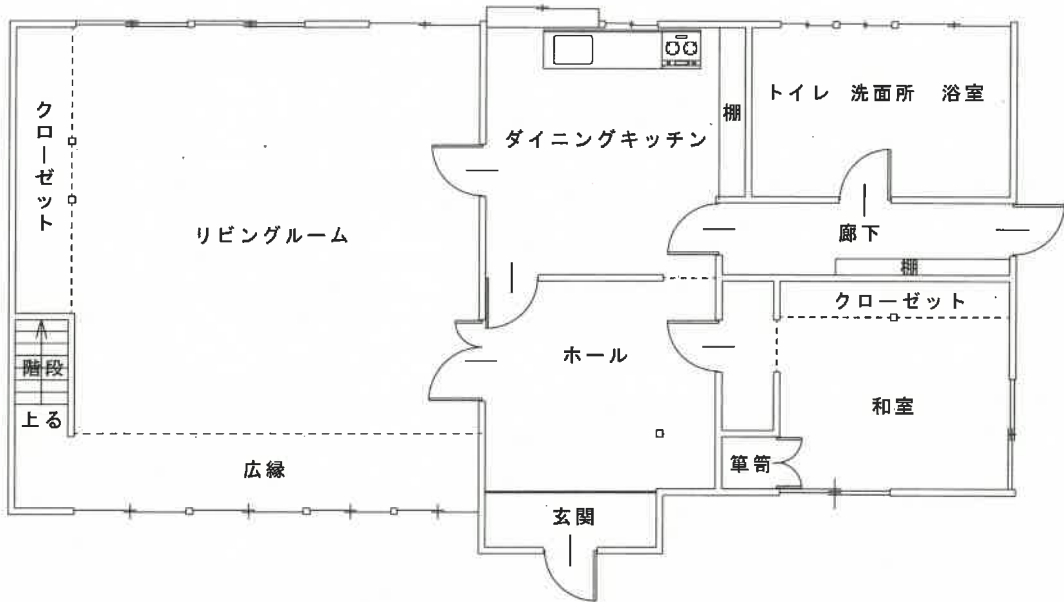 クローゼット
リビングルーム
ダイニングキッチン
棚
トイレ 洗面所 浴室
廊下
棚
クローゼット
ホール
和室
階段
上る
広縁
箪笥
玄関